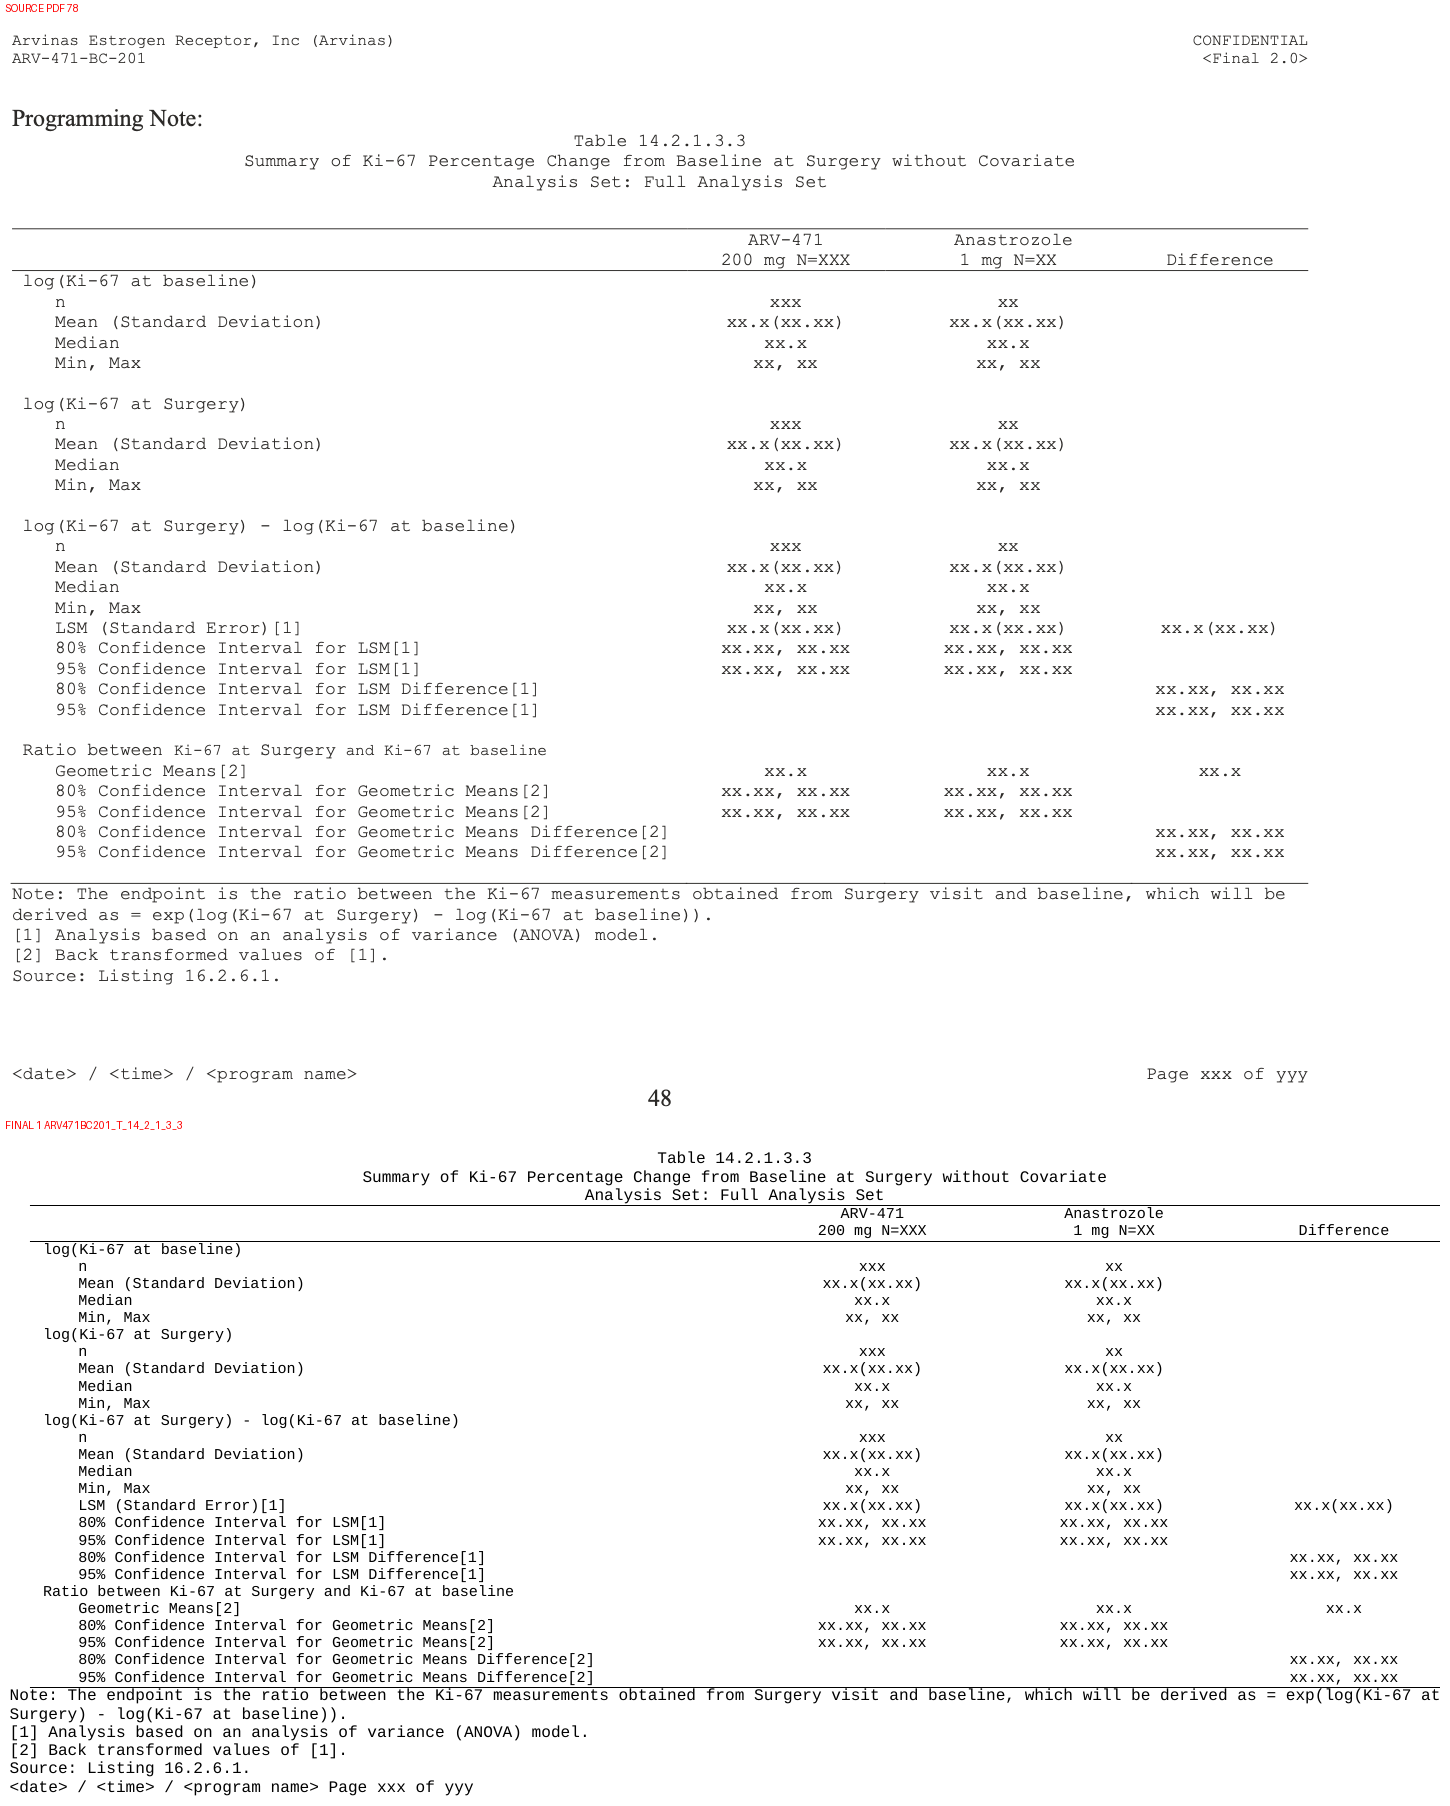 SOURCE PDF 78
Arvinas Estrogen Receptor, Inc (Arvinas) CONFIDENTIAL
ARV-471-BC-201 <Final 2.0>
Programming Note:
Table 14.2.1.3.3
Summary of Ki-67 Percentage Change from Baseline at Surgery without Covariate
Analysis Set: Full Analysis Set
ARV-471 Anastrozole
200 mg N=XXX 1 mg N=XX Difference
log(Ki-67 at baseline)
n xxx xx
Mean (Standard Deviation) xx.x(xx.xx) xx.x(xx.xx)
Median xx.x xx.x
Min, Max xx, xx xx, xx
log(Ki-67 at Surgery)
n xxx xx
Mean (Standard Deviation) xx.x(xx.xx) xx.x(xx.xx)
Median xx.x xx.x
Min, Max xx, xx xx, xx
log(Ki-67 at Surgery) - log(Ki-67 at baseline)
n xxx xx
Mean (Standard Deviation) xx.x(xx.xx) xx.x(xx.xx)
Median xx.x xx.x
Min, Max xx, xx xx, xx
LSM (Standard Error)[1] xx.x(xx.xx) xx.x(xx.xx) xx.x(xx.xx)
80% Confidence Interval for LSM[1] xx.xx, xx.xx xx.xx, xx.xx
95% Confidence Interval for LSM[1] xx.xx, xx.xx xx.xx, xx.xx
80% Confidence Interval for LSM Difference[1] xx.xx, xx.xx
95% Confidence Interval for LSM Difference[1] xx.xx, xx.xx
Ratio between Ki-67 at Surgery and Ki-67 at baseline
Geometric Means[2] xx.x xx.x xx.x
80% Confidence Interval for Geometric Means[2] xx.xx, xx.xx xx.xx, xx.xx
95% Confidence Interval for Geometric Means[2] xx.xx, xx.xx xx.xx, xx.xx
80% Confidence Interval for Geometric Means Difference[2] xx.xx, xx.xx
95% Confidence Interval for Geometric Means Difference[2] xx.xx, xx.xx
Note: The endpoint is the ratio between the Ki-67 measurements obtained from Surgery visit and baseline, which will be
derived as = exp(log(Ki-67 at Surgery) - log(Ki-67 at baseline)).
[1] Analysis based on an analysis of variance (ANOVA) model.
[2] Back transformed values of [1].
Source: Listing 16.2.6.1.
<date> / <time> / <program name> Page xxx of yyy
48
FINAL 1 ARV471BC201_T_14_2_1_3_3
Table 14.2.1.3.3
Summary of Ki-67 Percentage Change from Baseline at Surgery without Covariate
Analysis Set: Full Analysis Set
ARV-471 Anastrozole
200 mg N=XXX 1 mg N=XX Difference
log(Ki-67 at baseline)
n xxx xx
Mean (Standard Deviation) xx.x(xx.xx) xx.x(xx.xx)
Median xx.x xx.x
Min, Max xx, xx xx, xx
log(Ki-67 at Surgery)
n xxx xx
Mean (Standard Deviation) xx.x(xx.xx) xx.x(xx.xx)
Median xx.x xx.x
Min, Max xx, xx xx, xx
log(Ki-67 at Surgery) - log(Ki-67 at baseline)
n xxx xx
Mean (Standard Deviation) xx.x(xx.xx) xx.x(xx.xx)
Median xx.x xx.x
Min, Max xx, xx xx, xx
LSM (Standard Error)[1] xx.x(xx.xx) xx.x(xx.xx) xx.x(xx.xx)
80% Confidence Interval for LSM[1] xx.xx, xx.xx xx.xx, xx.xx
95% Confidence Interval for LSM[1] xx.xx, xx.xx xx.xx, xx.xx
80% Confidence Interval for LSM Difference[1] xx.xx, xx.xx
95% Confidence Interval for LSM Difference[1] xx.xx, xx.xx
Ratio between Ki-67 at Surgery and Ki-67 at baseline
Geometric Means[2] xx.x xx.x xx.x
80% Confidence Interval for Geometric Means[2] xx.xx, xx.xx xx.xx, xx.xx
95% Confidence Interval for Geometric Means[2] xx.xx, xx.xx xx.xx, xx.xx
80% Confidence Interval for Geometric Means Difference[2] xx.xx, xx.xx
95% Confidence Interval for Geometric Means Difference[2] xx.xx, xx.xx
Note: The endpoint is the ratio between the Ki-67 measurements obtained from Surgery visit and baseline, which will be derived as = exp(log(Ki-67 at
Surgery) - log(Ki-67 at baseline)).
[1] Analysis based on an analysis of variance (ANOVA) model.
[2] Back transformed values of [1].
Source: Listing 16.2.6.1.
<date> / <time> / <program name> Page xxx of yyy